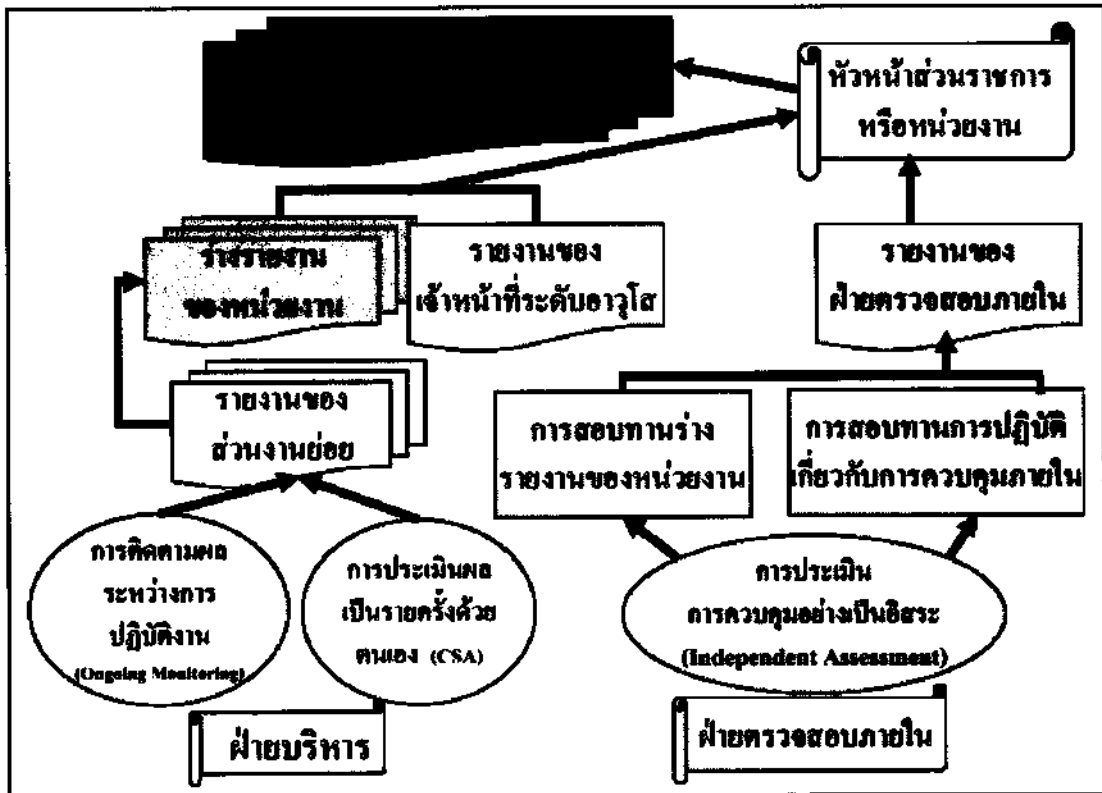 หัวหน้าส่วนราชการ
หรือหน่วยงาน
ร่างรายงาน
ของหน่วยงาน
รายงานของ
เจ้าหน้าที่ระดับอาวุโส
รายงานของ
ฝ่ายตรวจสอบภายใน
รายงานของ
ส่วนงานย่อย
การสอบทานร่าง
รายงานของหน่วยงาน
การสอบทานการปฏิบัติ
เกี่ยวกับการควบคุมภายใน
การติดตามผล
ระหว่างการ
ปฏิบัติงาน
(Ongoing Monitoring)
การประเมินผล
เป็นรายครั้งด้วย
ตนเอง (CSA)
การประเมิน
การควบคุมอย่างเป็นอิสระ
(Independent Assessment)
ฝ่ายบริหาร
ฝ่ายตรวจสอบภายใน